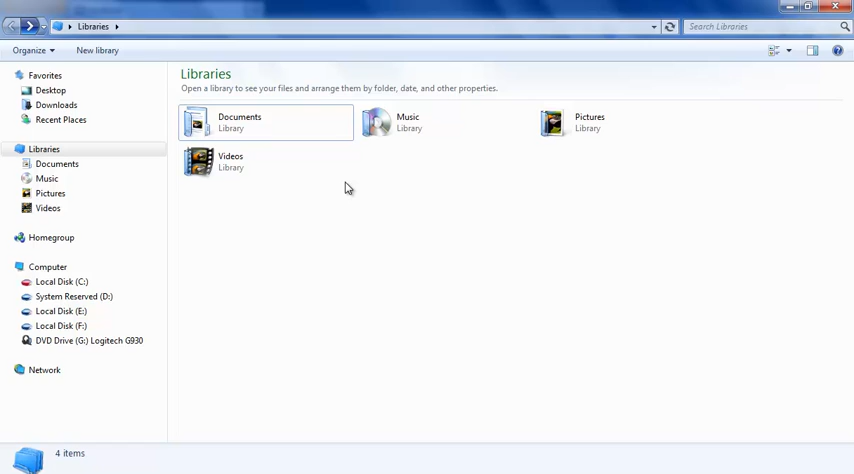 Libraries
Search Libraries
Organize
New library
Favorites
Desktop
Downloads
Recent Places
Libraries
Documents
Music
Pictures
Videos
Homegroup
Computer
Local Disk (C:)
System Reserved (D:)
Local Disk (E:)
Local Disk (F:)
DVD Drive (G:) Logitech G930
Network
Libraries
Open a library to see your files and arrange them by folder, date, and other properties.
Documents
Library
Music
Library
Pictures
Library
Videos
Library
4 items